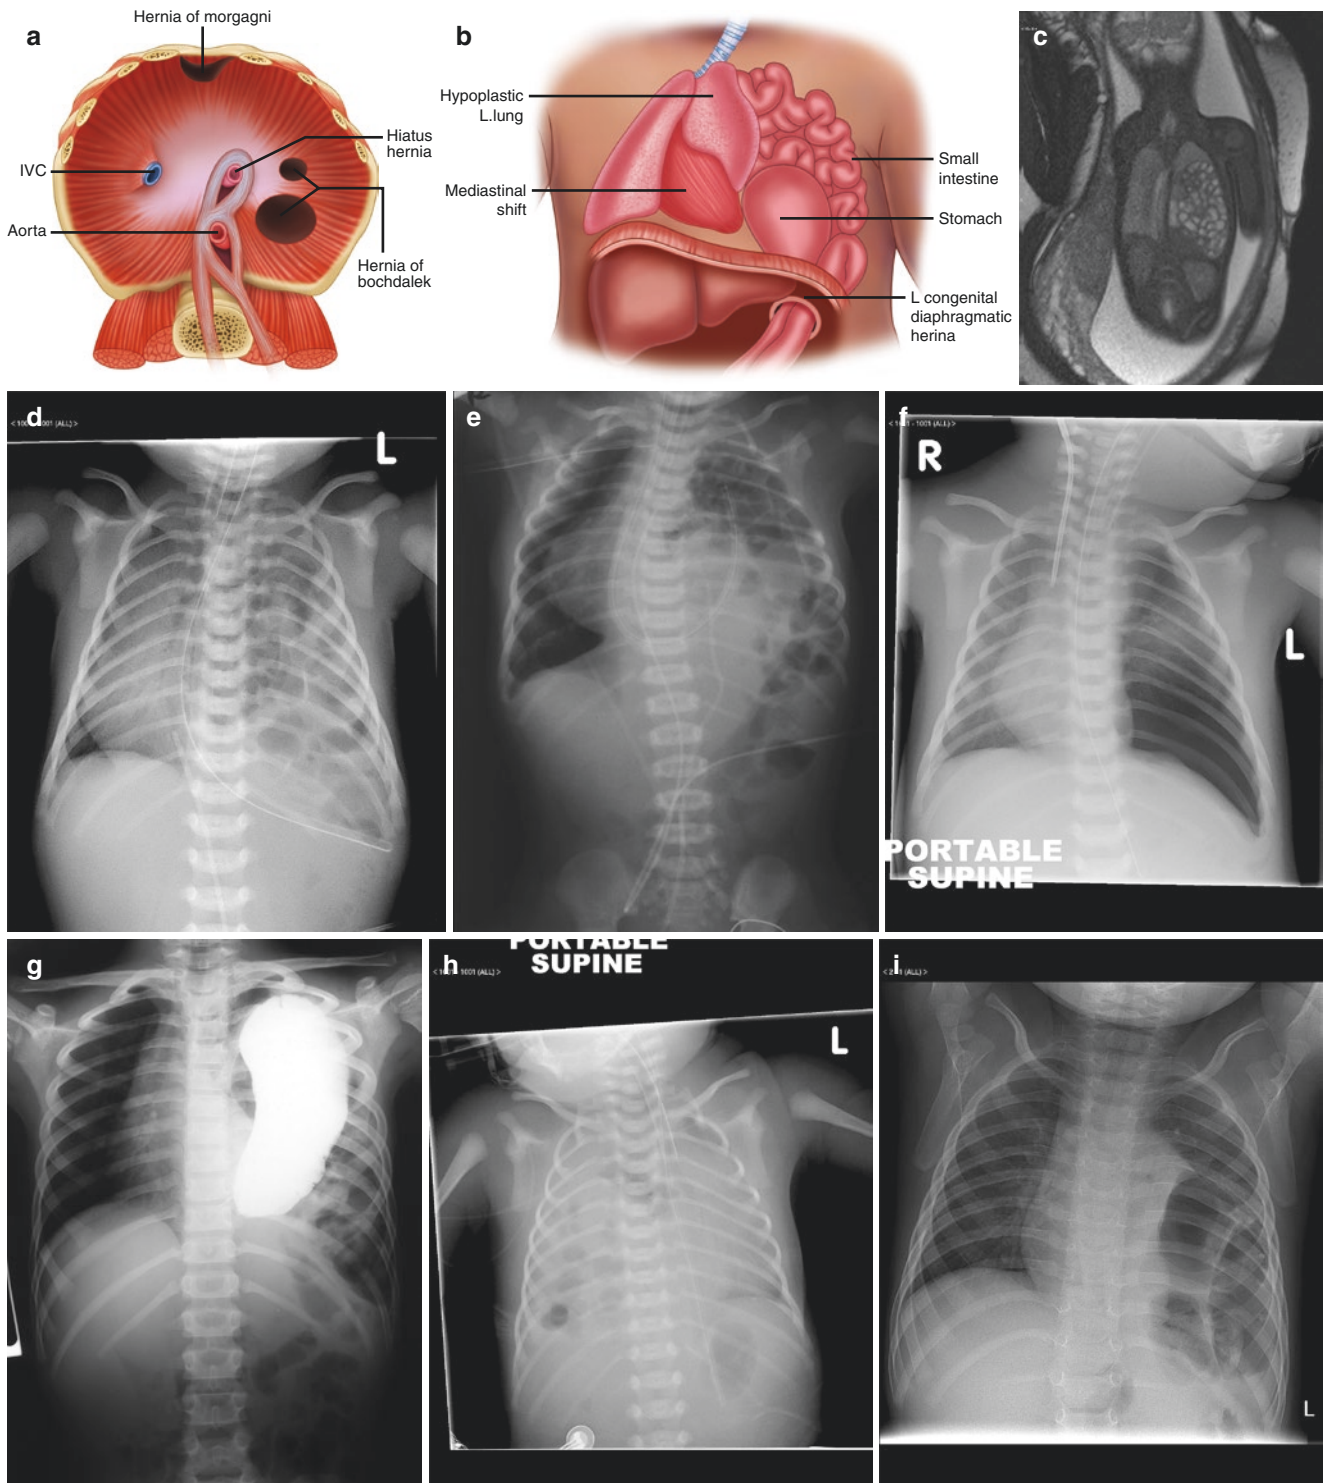 a
Hernia of morgagni
IVC
Aorta
Hiatus
hernia
Hernia of
bochdalek
b
Hypoplastic
L.lung
Mediastinal
shift
Small
intestine
Stomach
L congenital
diaphragmatic
herina
c
d
L
e
f
R
L
PORTABLE
SUPINE
g
h
PORTABLE
SUPINE
L
i
L